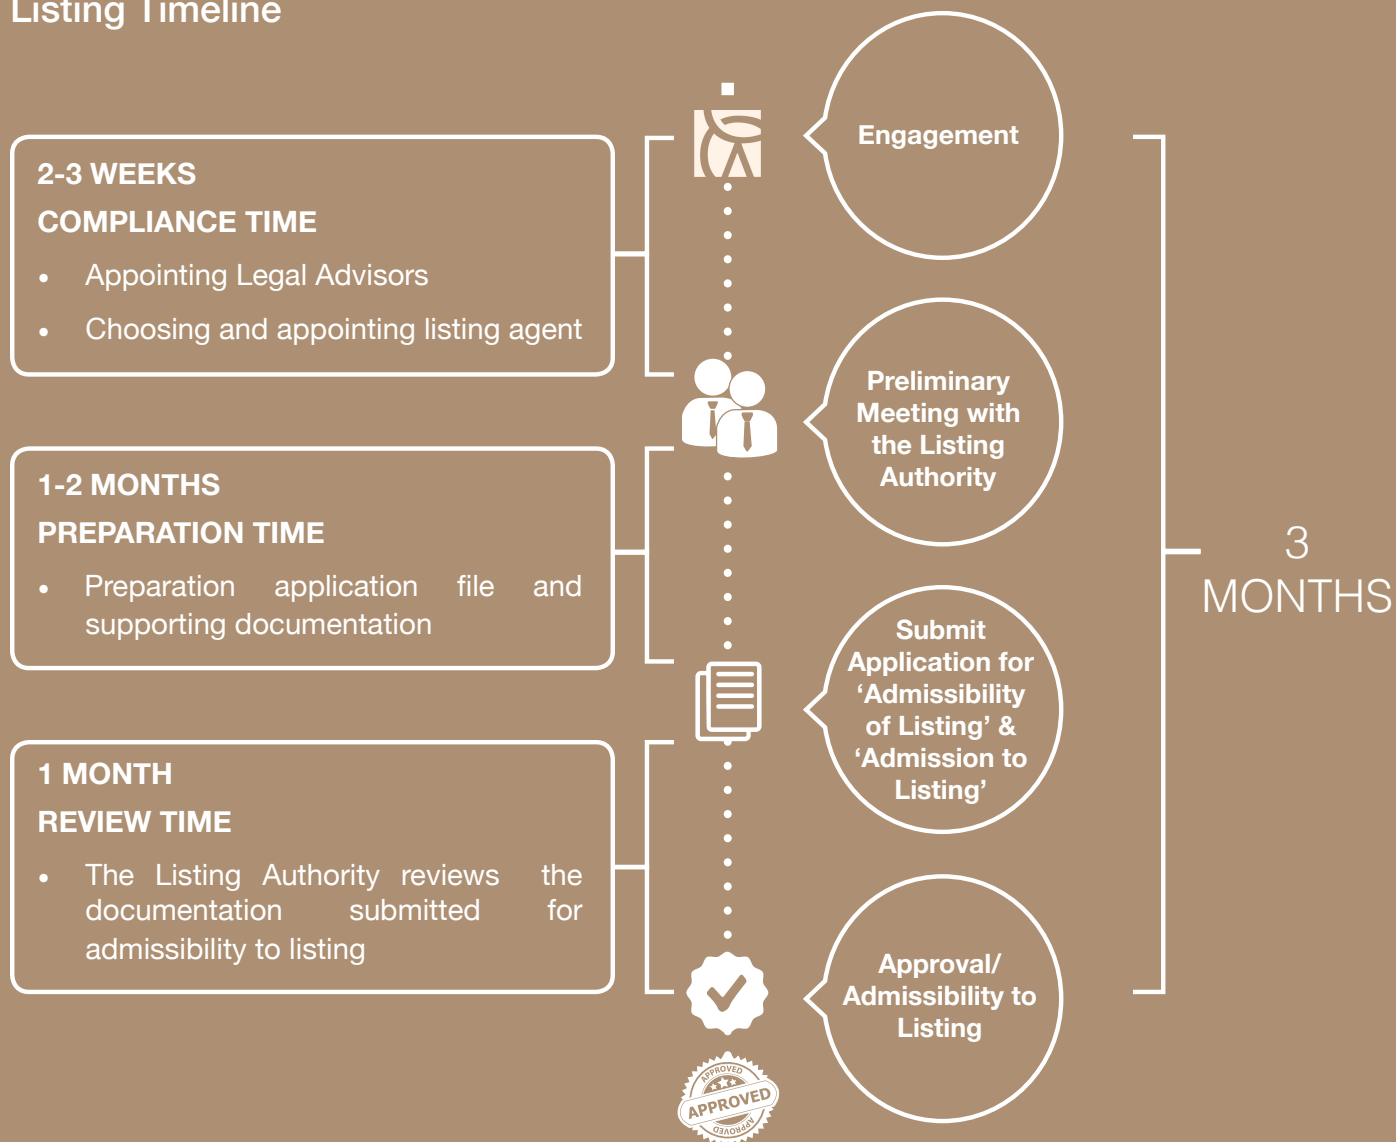 Listing Timeline
2-3 WEEKS
COMPLIANCE TIME
• Appointing Legal Advisors
• Choosing and appointing listing agent
1-2 MONTHS
PREPARATION TIME
• Preparation application file and
supporting documentation
1 MONTH
REVIEW TIME
• The Listing Authority reviews the
documentation submitted for
admissibility to listing
Engagement
Preliminary
Meeting with
the Listing
Authority
Submit
Application for
‘Admissibility
of Listing’ &
‘Admission to
Listing’
Approval/
Admissibility to
Listing
3
MONTHS
APPROVED
APPROVED
APPROVED